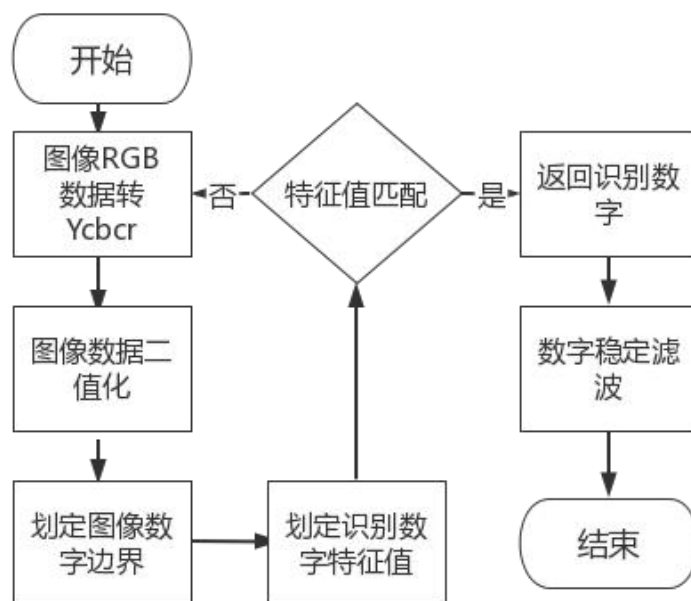 开始
图像RGB
数据转
Ycbcr
图像数据二
值化
划定图像数
字边界
划定识别数
字特征值
特征值匹配
否
是
返回识别数
字
数字稳定滤
波
结束